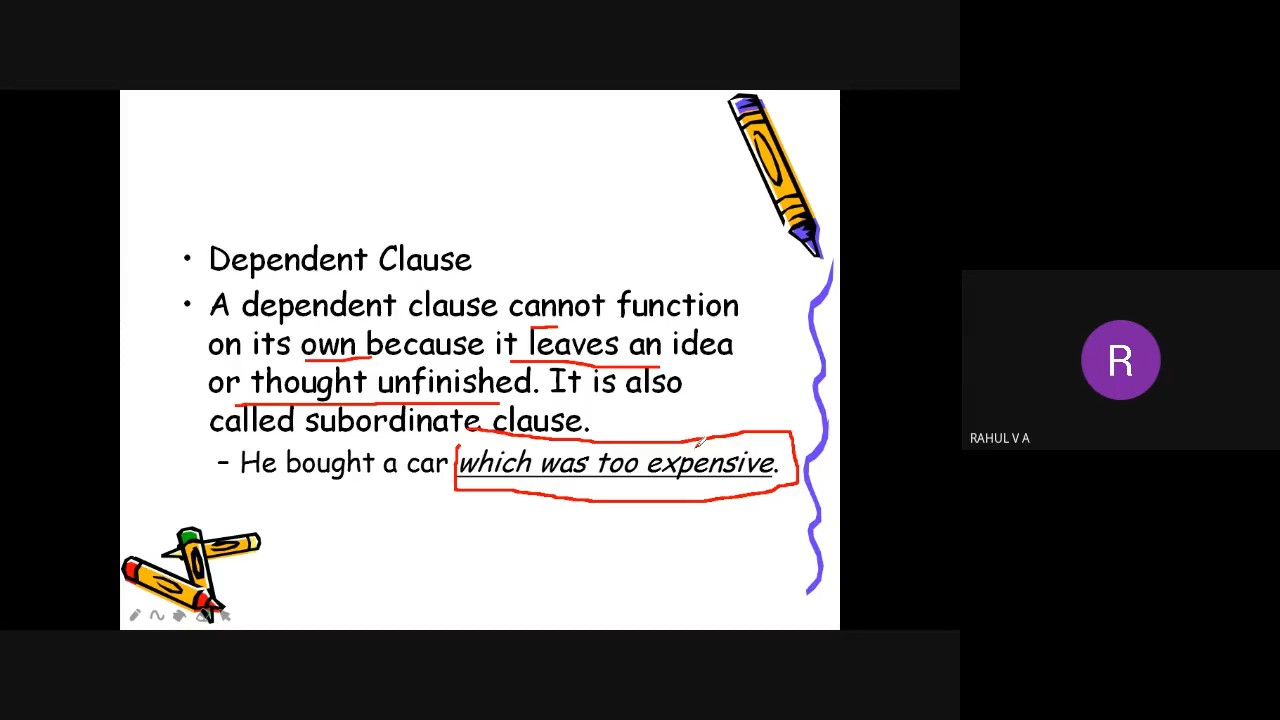 • Dependent Clause
• A dependent clause cannot function
on its own because it leaves an idea
or thought unfinished. It is also
called subordinate clause.
– He bought a car which was too expensive.
R
RAHUL V A